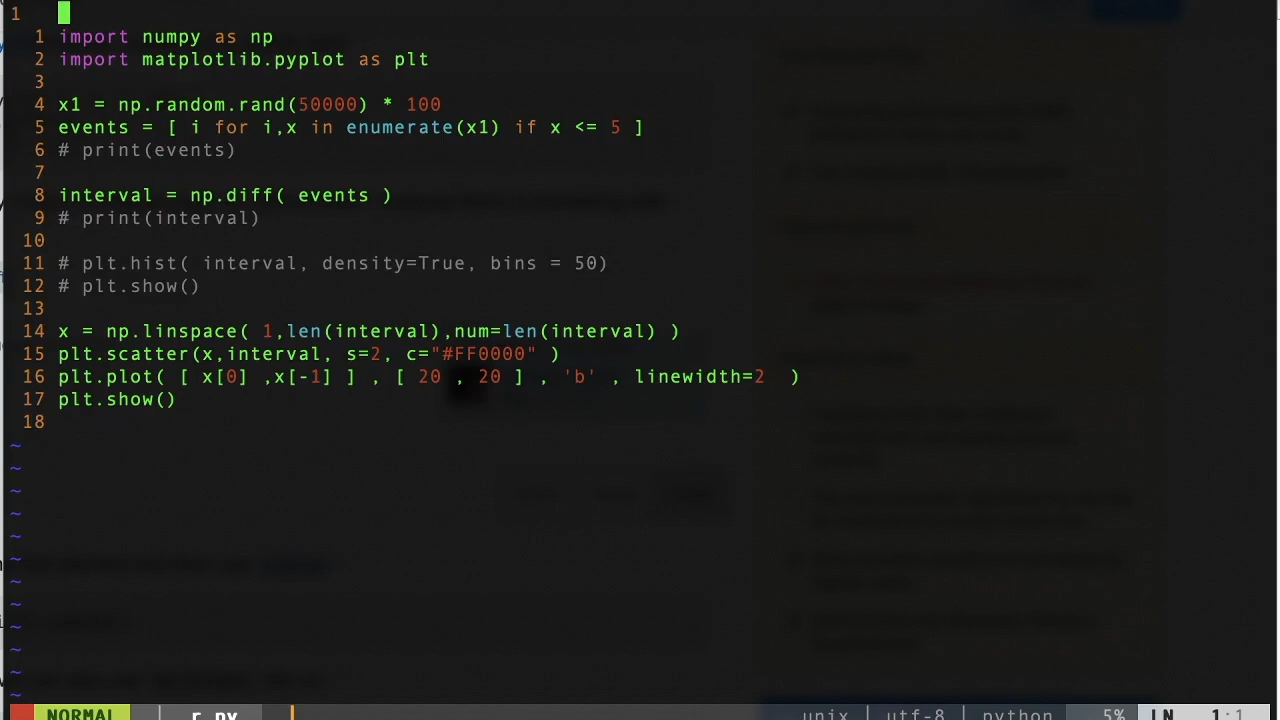 1
1 import numpy as np
2 import matplotlib.pyplot as plt
3
4 x1 = np.random.rand(50000) * 100
5 events = [ i for i,x in enumerate(x1) if x <= 5 ]
6 # print(events)
7
8 interval = np.diff( events )
9 # print(interval)
10
11 # plt.hist( interval, density=True, bins = 50)
12 # plt.show()
13
14 x = np.linspace( 1,len(interval),num=len(interval) )
15 plt.scatter(x,interval, s=2, c="#FF0000" )
16 plt.plot( [ x[0] ,x[-1] ] , [ 20 , 20 ] , 'b' , linewidth=2  )
17 plt.show()
18
~
~
~
~
~
~
~
~
~
~
~
~
NORMAL | r.py unix | utf-8 | python 5% LN 1:1